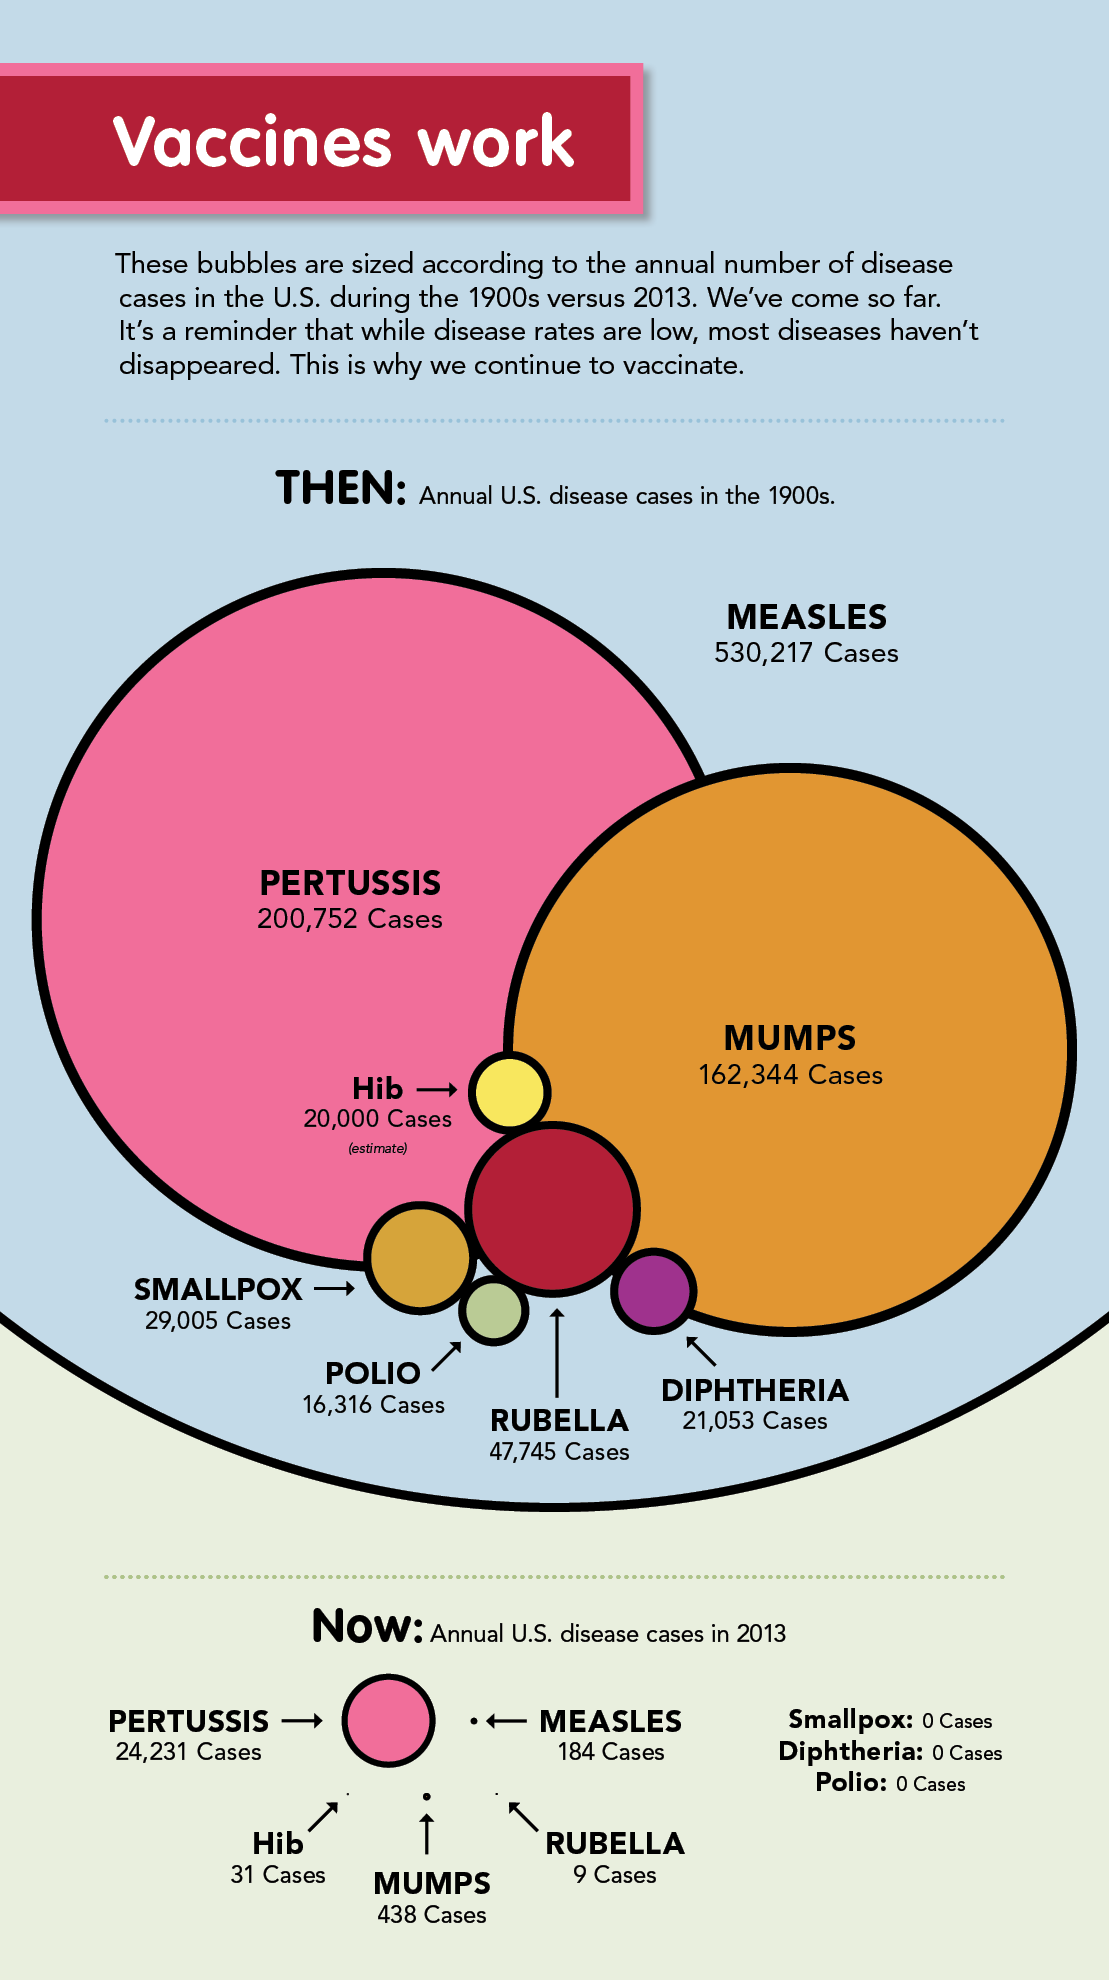 Vaccines work
These bubbles are sized according to the annual number of disease
cases in the U.S. during the 1900s versus 2013. We've come so far.
It's a reminder that while disease rates are low, most diseases haven't
disappeared. This is why we continue to vaccinate.
THEN: Annual U.S. disease cases in the 1900s.
MEASLES
530,217 Cases
PERTUSSIS
200,752 Cases
MUMPS
162,344 Cases
Hib
20,000 Cases
(estimate)
SMALLPOX
29,005 Cases
POLIO
16,316 Cases
RUBELLA
47,745 Cases
DIPHTHERIA
21,053 Cases
Now: Annual U.S. disease cases in 2013
PERTUSSIS
24,231 Cases
MEASLES
184 Cases
Smallpox: 0 Cases
Diphtheria: 0 Cases
Polio: 0 Cases
Hib
31 Cases
MUMPS
438 Cases
RUBELLA
9 Cases